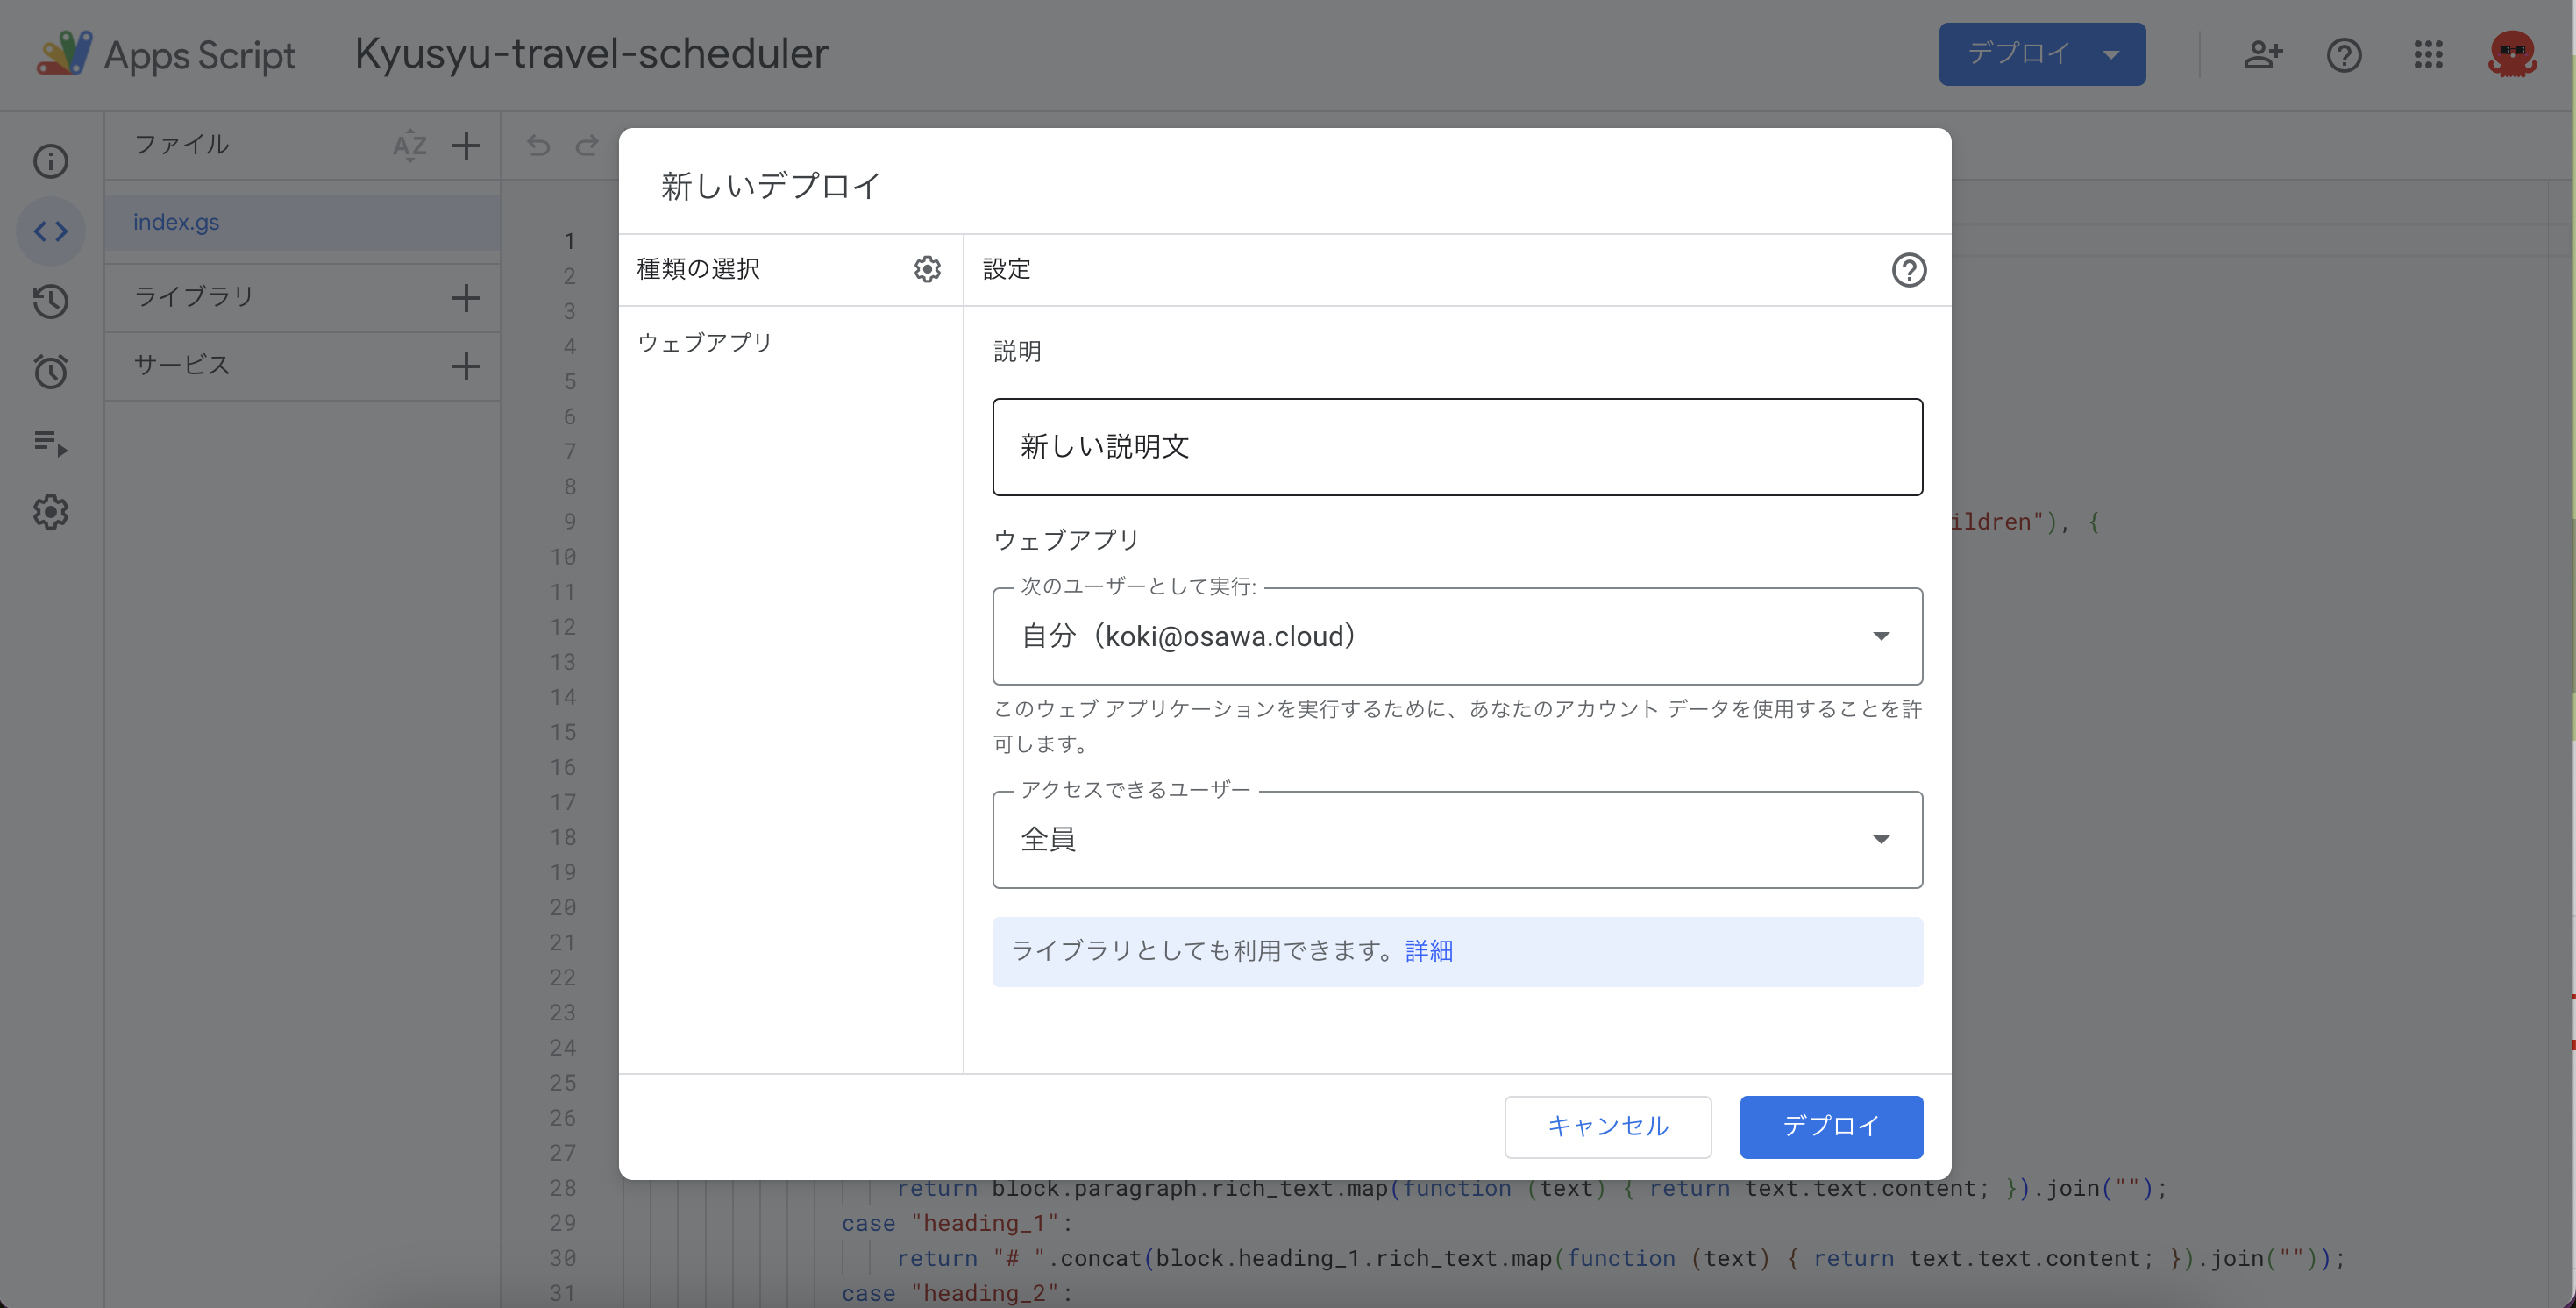 Apps Script
Kyusyu-travel-scheduler
デプロイ
ファイル
AZ
index.gs
ライブラリ
サービス
1
2
3
4
5
6
7
8
9
10
11
12
13
14
15
16
17
18
19
20
21
22
23
24
25
26
27
28
29
30
31
新しいデプロイ
種類の選択
設定
ウェブアプリ
説明
新しい説明文
ウェブアプリ
次のユーザーとして実行:
自分（koki@osawa.cloud）
このウェブ アプリケーションを実行するために、あなたのアカウント データを使用することを許
可します。
アクセスできるユーザー
全員
ライブラリとしても利用できます。詳細
キャンセル
デプロイ
ildren"), {
return block.paragraph.rich_text.map(function (text) { return text.text.content; }).join("");
case "heading_1":
return "# ".concat(block.heading_1.rich_text.map(function (text) { return text.text.content; }).join(""));
case "heading_2":